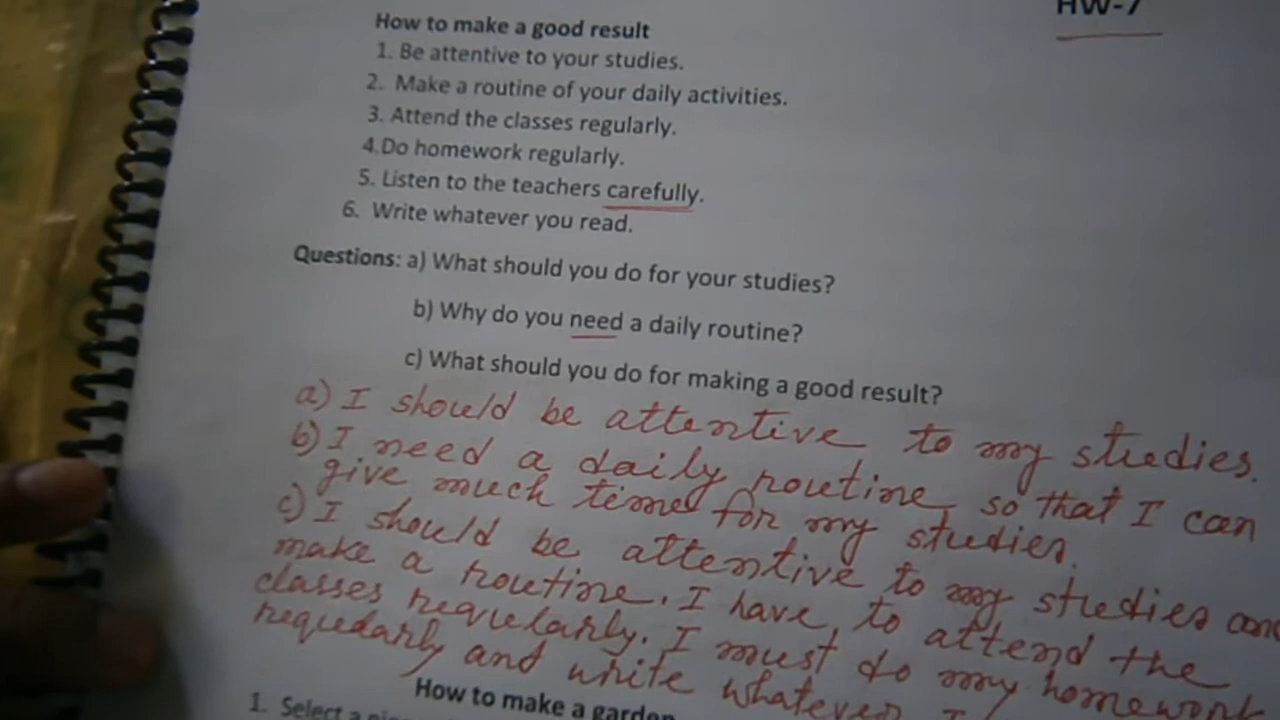 HW-7
How to make a good result
1. Be attentive to your studies.
2. Make a routine of your daily activities.
3. Attend the classes regularly.
4.Do homework regularly.
5. Listen to the teachers carefully.
6. Write whatever you read.
Questions: a) What should you do for your studies?
b) Why do you need a daily routine?
c) What should you do for making a good result?
a) I should be attentive to my studies.
b) I need a daily routine so that I can
give much time for my studies.
c) I should be attentive to my studies and
make a routine. I have to attend the
classes regularly. I must do my homework
regularly and write whatever I
How to make a garden
1. Select a